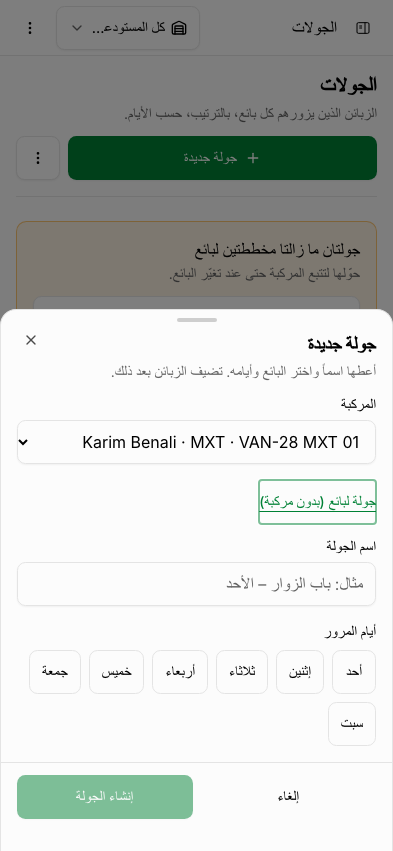 الجولات
كل المستودعـ...
الجولات
الزبائن الذين يزورهم كل بائع، بالترتيب، حسب الأيام.
جولة جديدة
جولتان ما زالتا مخططتين لبائع
حوّلها لتتبع المركبة حتى عند تغيّر البائع.
جولة جديدة
أعطها اسماً واختر البائع وأيامه. تضيف الزبائن بعد ذلك.
المركبة
Karim Benali · MXT · VAN-28 MXT 01
جولة لبائع (بدون مركبة)
اسم الجولة
مثال: باب الزوار – الأحد
أيام المرور
أحد إثنين ثلاثاء أربعاء خميس جمعة
سبت
إلغاء إنشاء الجولة